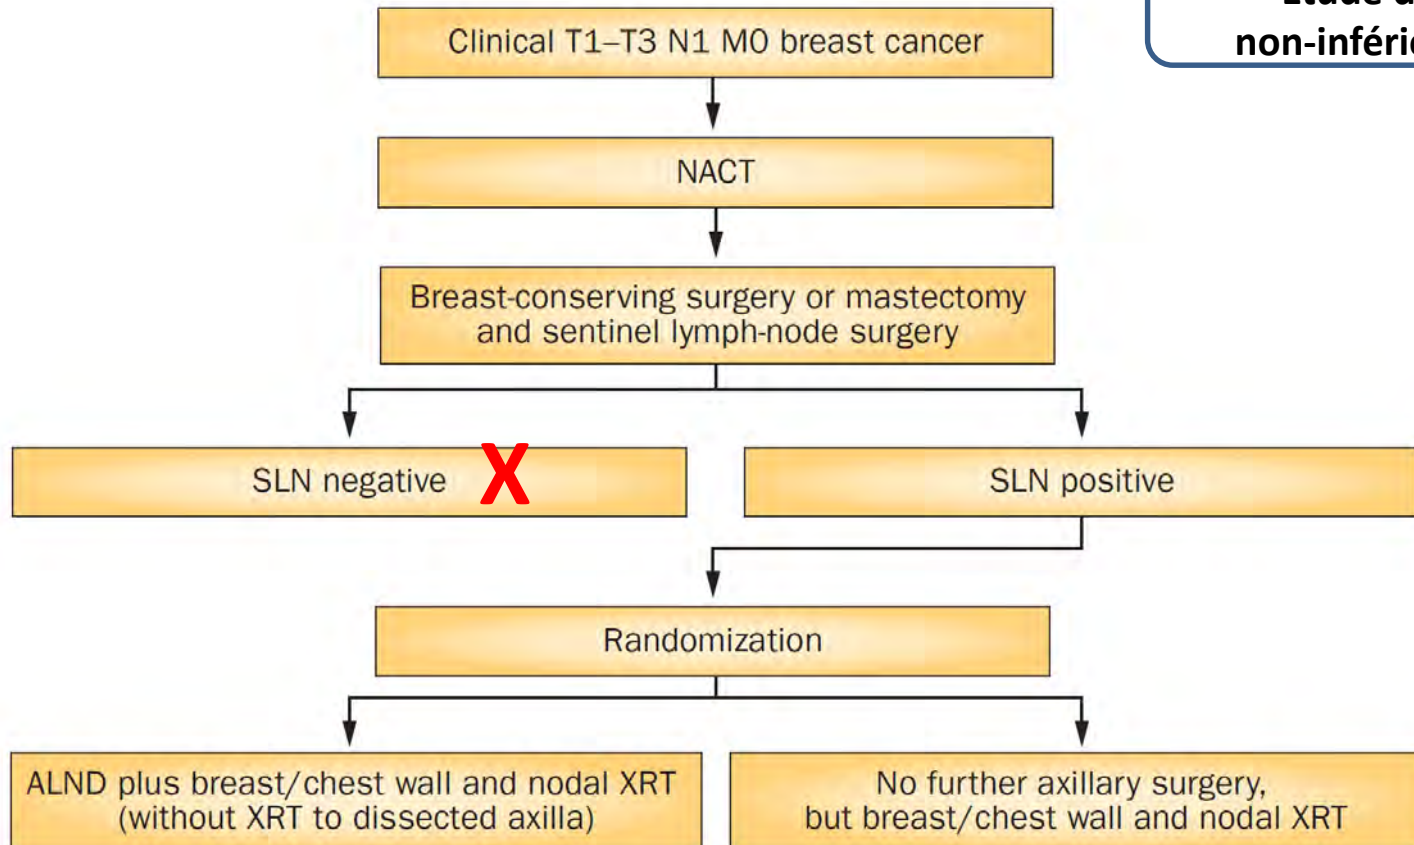 non-inféri
Clinical T1–T3 N1 M0 breast cancer
NACT
Breast-conserving surgery or mastectomy
and sentinel lymph-node surgery
SLN negative X
SLN positive
Randomization
ALND plus breast/chest wall and nodal XRT
(without XRT to dissected axilla)
No further axillary surgery,
but breast/chest wall and nodal XRT